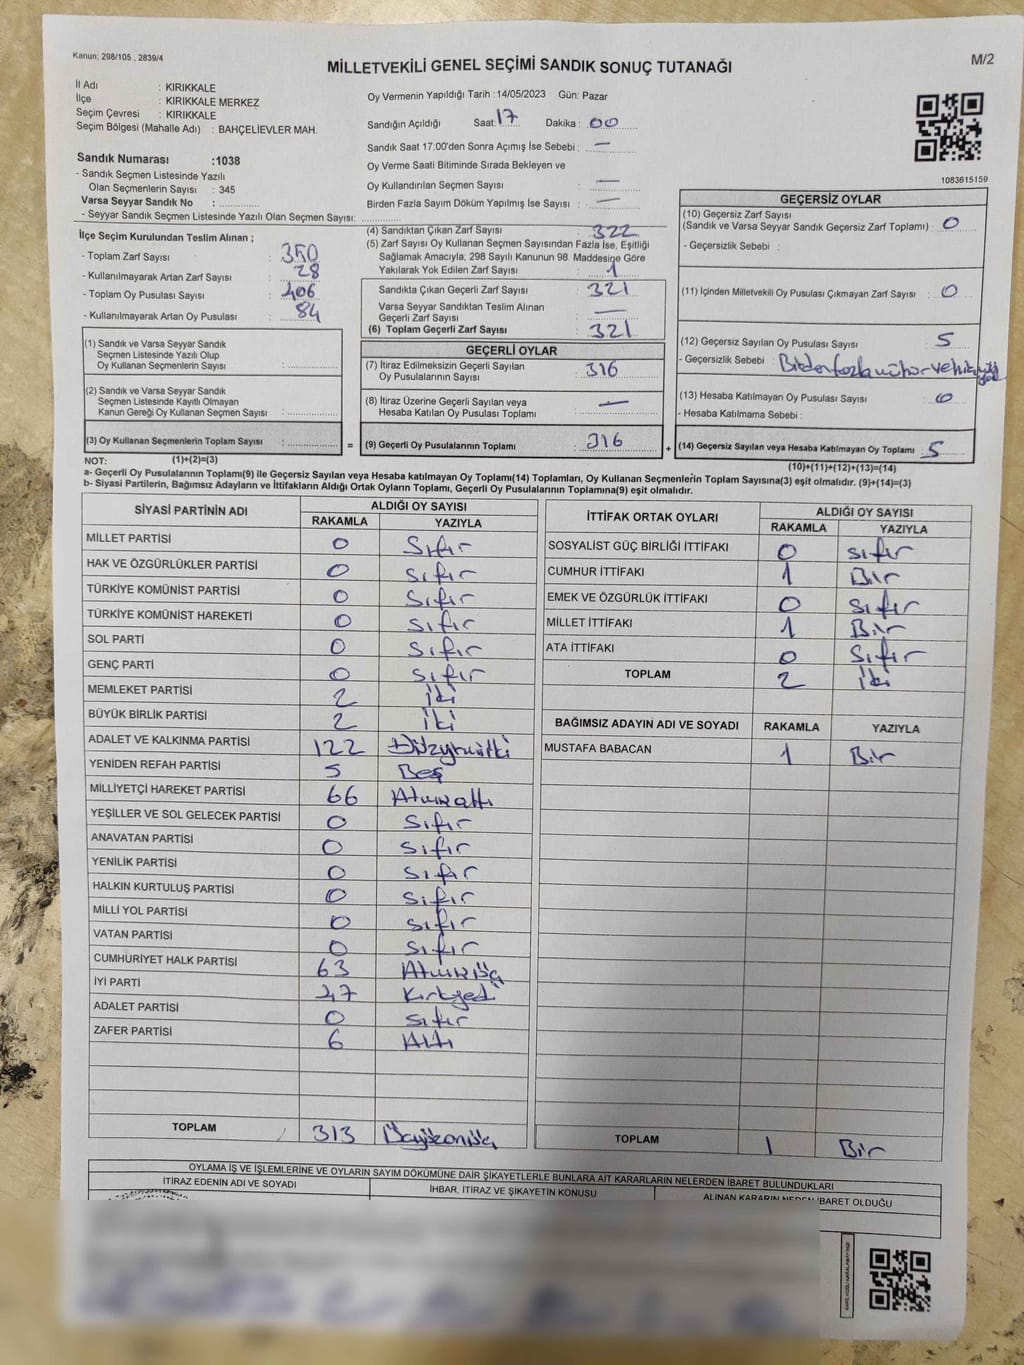 Kanun; 298/105 , 2839/4
M/2
MİLLETVEKİLİ GENEL SEÇİMİ SANDIK SONUÇ TUTANAĞI
İl Adı : KIRIKKALE
İlçe : KIRIKKALE MERKEZ
Seçim Çevresi : KIRIKKALE
Seçim Bölgesi (Mahalle Adı) : BAHÇELİEVLER MAH.
Sandık Numarası :1038
- Sandık Seçmen Listesinde Yazılı
Olan Seçmenlerin Sayısı : 345
Varsa Seyyar Sandık No :
- Seyyar Sandık Seçmen Listesinde Yazılı Olan Seçmen Sayısı:
Oy Vermenin Yapıldığı Tarih :14/05/2023 Gün: Pazar
Sandığın Açıldığı Saat: 17 Dakika : 00
Sandık Saat 17:00'den Sonra Açımış İse Sebebi : —
Oy Verme Saati Bitiminde Sırada Bekleyen ve
Oy Kullandırılan Seçmen Sayısı : —
Birden Fazla Sayım Döküm Yapılmış İse Sayısı : —
1083615159
İlçe Seçim Kurulundan Teslim Alınan ;
- Toplam Zarf Sayısı : 350
- Kullanılmayarak Artan Zarf Sayısı : 28
- Toplam Oy Pusulası Sayısı : 406
- Kullanılmayarak Artan Oy Pusulası : 84
(4) Sandıktan Çıkan Zarf Sayısı : 322
(5) Zarf Sayısı Oy Kullanan Seçmen Sayısından Fazla İse, Eşitliği
Sağlamak Amacıyla; 298 Sayılı Kanunun 98. Maddesine Göre
Yakılarak Yok Edilen Zarf Sayısı : 1
Sandıkta Çıkan Geçerli Zarf Sayısı : 321
Varsa Seyyar Sandıktan Teslim Alınan
Geçerli Zarf Sayısı : —
(6) Toplam Geçerli Zarf Sayısı : 321
GEÇERSİZ OYLAR
(10) Geçersiz Zarf Sayısı
(Sandık ve Varsa Seyyar Sandık Geçersiz Zarf Toplamı) : 0
- Geçersizlik Sebebi :
(11) İçinden Milletvekili Oy Pusulası Çıkmayan Zarf Sayısı : 0
(12) Geçersiz Sayılan Oy Pusulası Sayısı : 5
- Geçersizlik Sebebi : Birden fazla mühür ve hiç
(13) Hesaba Katılmayan Oy Pusulası Sayısı : 0
- Hesaba Katılmama Sebebi :
(14) Geçersiz Sayılan veya Hesaba Katılmayan Oy Toplamı : 5
(10)+(11)+(12)+(13)=(14)
(1) Sandık ve Varsa Seyyar Sandık
Seçmen Listesinde Yazılı Olup
Oy Kullanan Seçmenlerin Sayısı :
(2) Sandık ve Varsa Seyyar Sandık
Seçmen Listesinde Kayıtlı Olmayan
Kanun Gereği Oy Kullanan Seçmen Sayısı :
(3) Oy Kullanan Seçmenlerin Toplam Sayısı :
=
GEÇERLİ OYLAR
(7) İtiraz Edilmeksizin Geçerli Sayılan
Oy Pusulalarının Sayısı : 316
(8) İtiraz Üzerine Geçerli Sayılan veya
Hesaba Katılan Oy Pusulası Toplamı : —
(9) Geçerli Oy Pusulalarının Toplamı : 316
+
NOT: (1)+(2)=(3)
a- Geçerli Oy Pusulalarının Toplamı(9) ile Geçersiz Sayılan veya Hesaba katılmayan Oy Toplamı(14) Toplamları, Oy Kullanan Seçmenlerin Toplam Sayısına(3) eşit olmalıdır. (9)+(14)=(3)
b- Siyasi Partilerin, Bağımsız Adayların ve İttifakların Aldığı Ortak Oyların Toplamı, Geçerli Oy Pusulalarının Toplamına(9) eşit olmalıdır.
SİYASİ PARTİNİN ADI ALDIĞI OY SAYISI
RAKAMLA YAZIYLA
MİLLET PARTİSİ 0 Sıfır
HAK VE ÖZGÜRLÜKLER PARTİSİ 0 Sıfır
TÜRKİYE KOMÜNİST PARTİSİ 0 Sıfır
TÜRKİYE KOMÜNİST HAREKETİ 0 Sıfır
SOL PARTİ 0 Sıfır
GENÇ PARTİ 0 Sıfır
MEMLEKET PARTİSİ 2 iki
BÜYÜK BİRLİK PARTİSİ 2 iki
ADALET VE KALKINMA PARTİSİ 122
YENİDEN REFAH PARTİSİ 5 Beş
MİLLİYETÇİ HAREKET PARTİSİ 66 Atmışaltı
YEŞİLLER VE SOL GELECEK PARTİSİ 0 Sıfır
ANAVATAN PARTİSİ 0 Sıfır
YENİLİK PARTİSİ 0 Sıfır
HALKIN KURTULUŞ PARTİSİ 0 Sıfır
MİLLİ YOL PARTİSİ 0 Sıfır
VATAN PARTİSİ 0 Sıfır
CUMHURİYET HALK PARTİSİ 63 Atmışüç
İYİ PARTİ 47 Kırkyedi
ADALET PARTİSİ 0 Sıfır
ZAFER PARTİSİ 6 Altı
TOPLAM 313 Üçyüzonüç
İTTİFAK ORTAK OYLARI ALDIĞI OY SAYISI
RAKAMLA YAZIYLA
SOSYALİST GÜÇ BİRLİĞİ İTTİFAKI 0 sıfır
CUMHUR İTTİFAKI 1 Bir
EMEK VE ÖZGÜRLÜK İTTİFAKI 0 sıfır
MİLLET İTTİFAKI 1 Bir
ATA İTTİFAKI 0 Sıfır
TOPLAM 2 iki
BAĞIMSIZ ADAYIN ADI VE SOYADI RAKAMLA YAZIYLA
MUSTAFA BABACAN 1 Bir
TOPLAM 1 Bir
OYLAMA İŞ VE İŞLEMLERİNE VE OYLARIN SAYIM DÖKÜMÜNE DAİR ŞİKAYETLERLE BUNLARA AİT KARARLARIN NELERDEN İBARET BULUNDUKLARI
İTİRAZ EDENİN ADI VE SOYADI
İHBAR, İTİRAZ VE ŞİKAYETİN KONUSU
ALINAN KARARIN NEDEN İBARET OLDUĞU